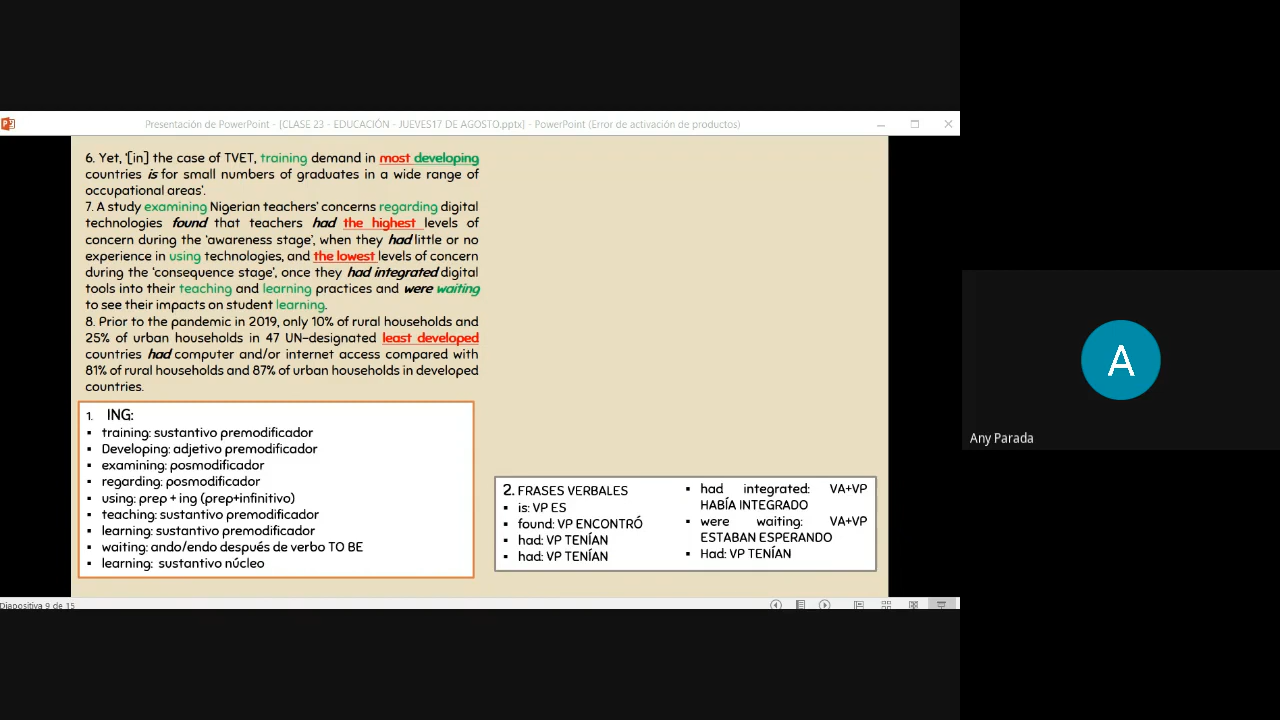 Presentación de PowerPoint - [CLASE 23 - EDUCACIÓN - JUEVES17 DE AGOSTO.pptx] - PowerPoint (Error de activación de productos)
6. Yet, '[in] the case of TVET, training demand in most developing
countries is for small numbers of graduates in a wide range of
occupational areas'.
7. A study examining Nigerian teachers' concerns regarding digital
technologies found that teachers had the highest levels of
concern during the 'awareness stage', when they had little or no
experience in using technologies, and the lowest levels of concern
during the 'consequence stage', once they had integrated digital
tools into their teaching and learning practices and were waiting
to see their impacts on student learning.
8. Prior to the pandemic in 2019, only 10% of rural households and
25% of urban households in 47 UN-designated least developed
countries had computer and/or internet access compared with
81% of rural households and 87% of urban households in developed
countries.
1. ING:
▪ training: sustantivo premodificador
▪ Developing: adjetivo premodificador
▪ examining: posmodificador
▪ regarding: posmodificador
▪ using: prep + ing (prep+infinitivo)
▪ teaching: sustantivo premodificador
▪ learning: sustantivo premodificador
▪ waiting: ando/endo después de verbo TO BE
▪ learning: sustantivo núcleo
2. FRASES VERBALES
▪ is: VP ES
▪ found: VP ENCONTRÓ
▪ had: VP TENÍAN
▪ had: VP TENÍAN
▪ had integrated: VA+VP
HABÍA INTEGRADO
▪ were waiting: VA+VP
ESTABAN ESPERANDO
▪ Had: VP TENÍAN
A
Any Parada
Diapositiva 9 de 15